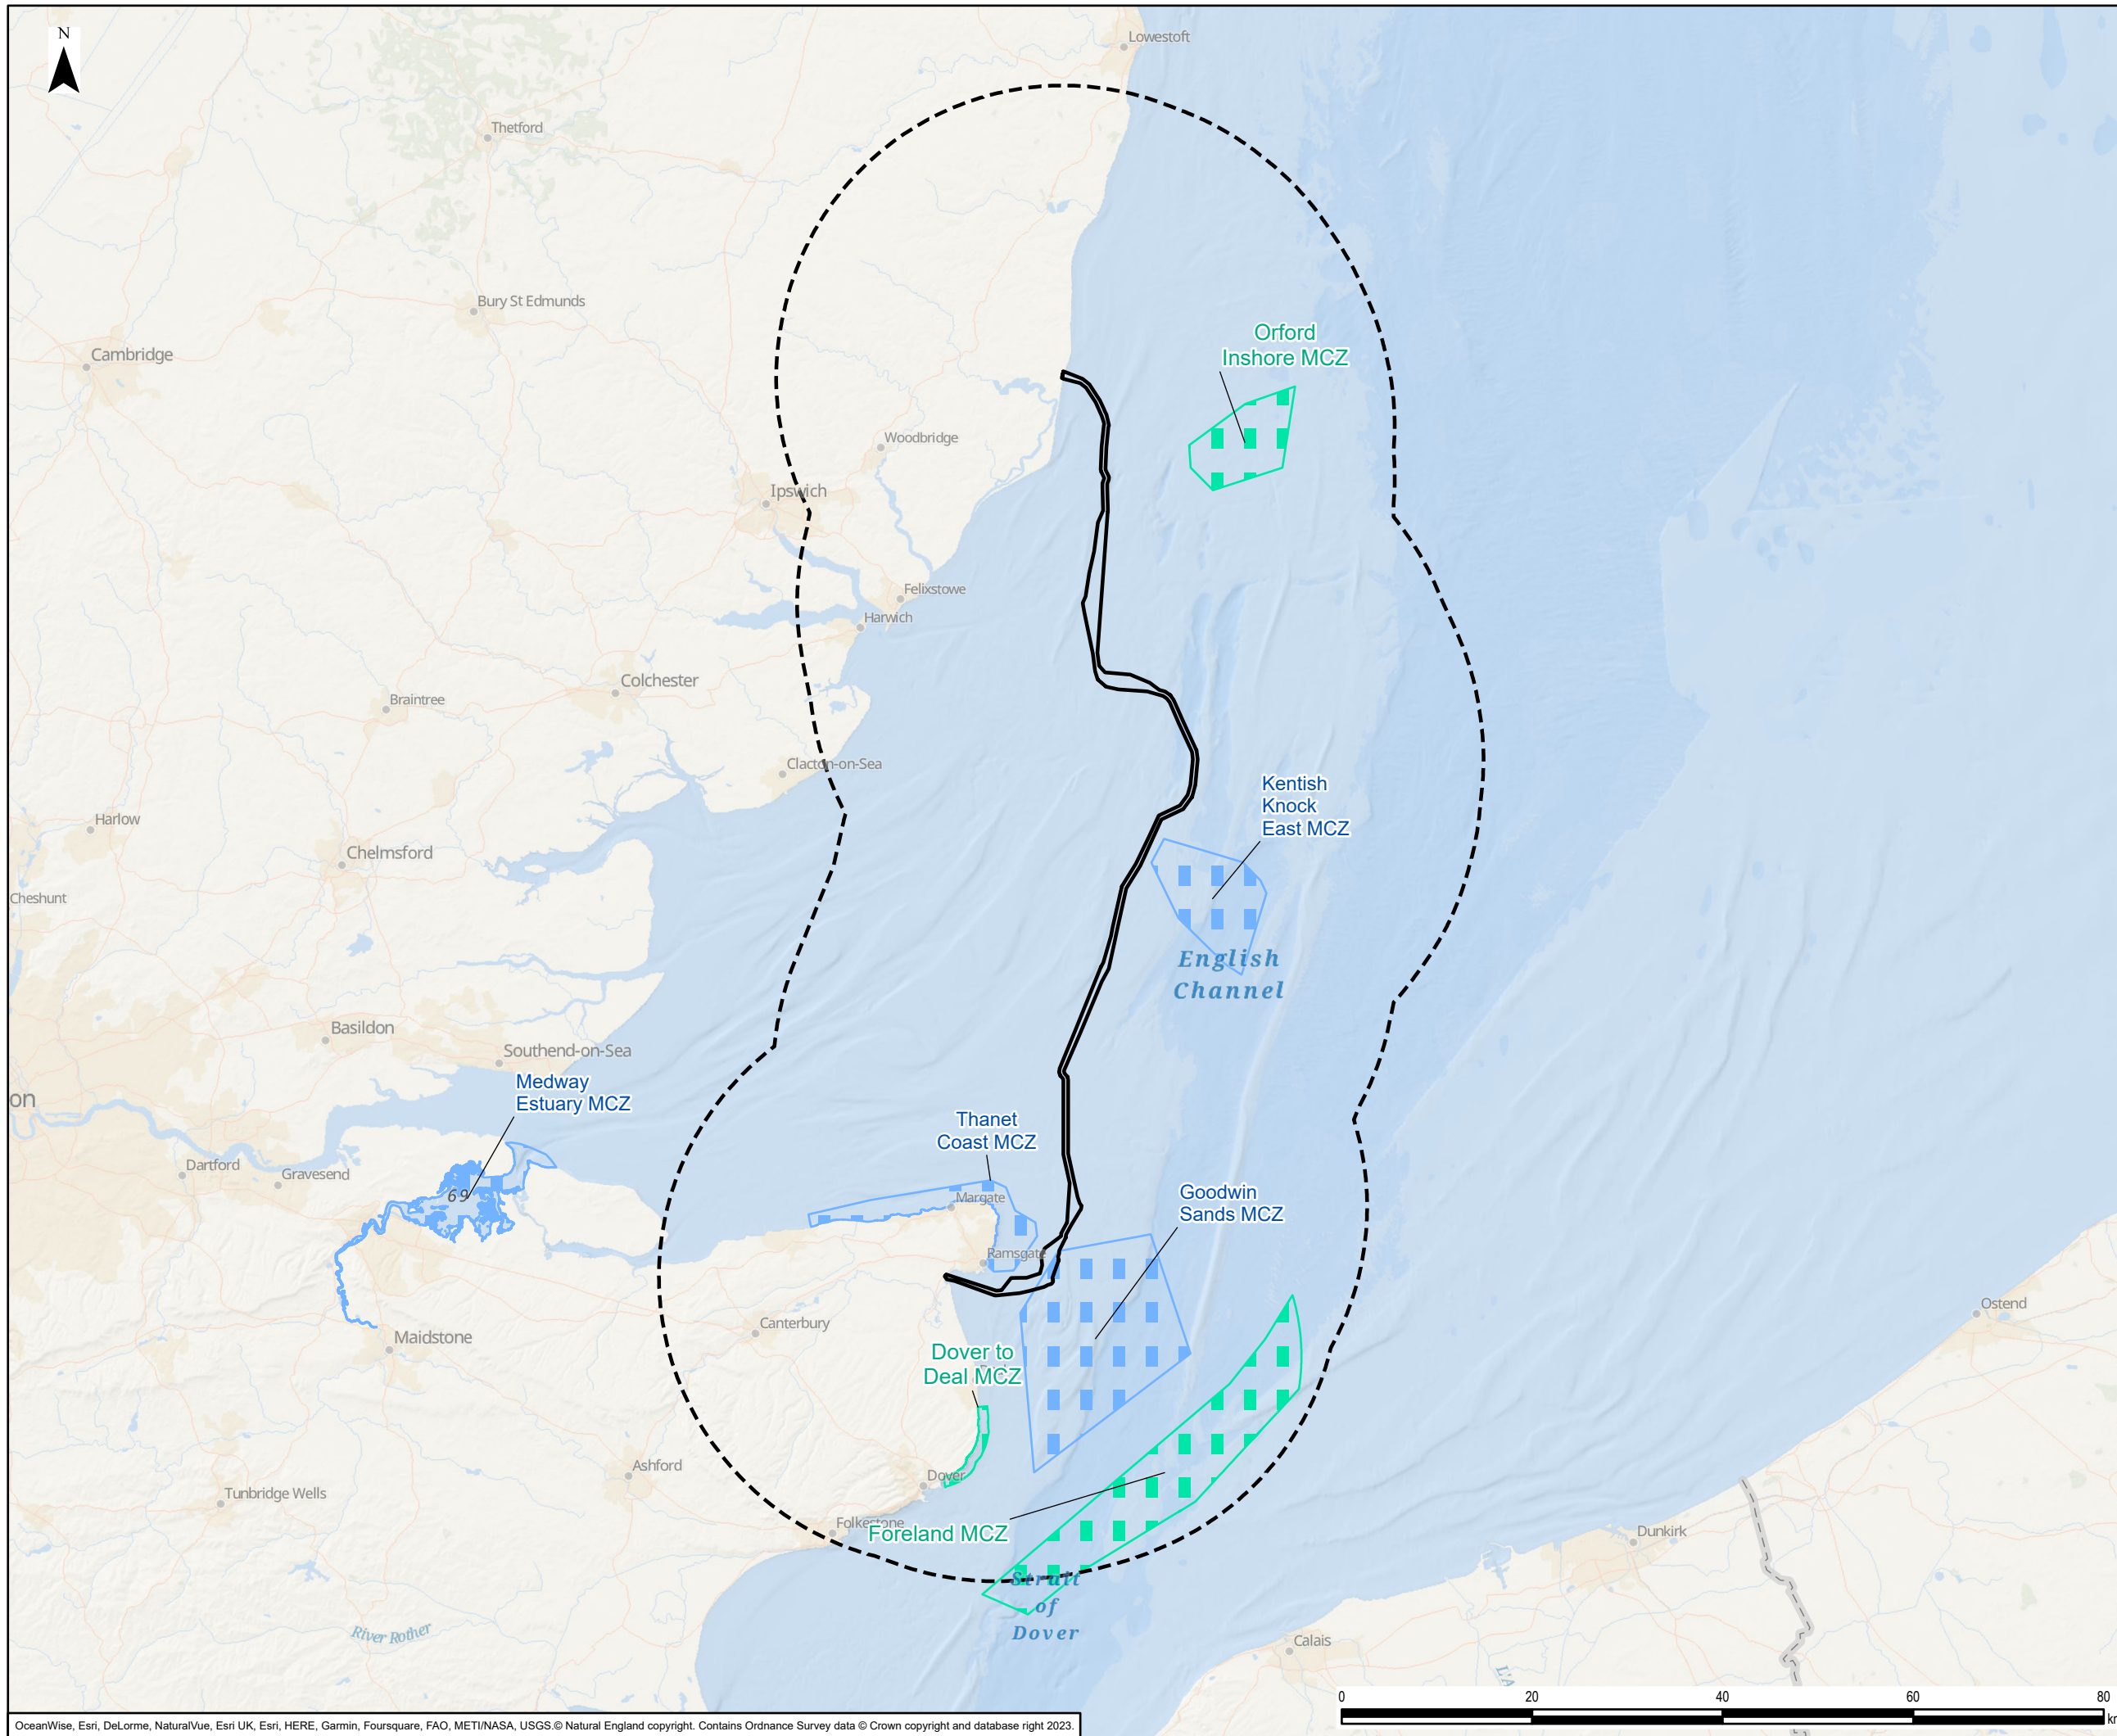 N
Lowestoft
Thetford
Bury St Edmunds
Cambridge
Orford
Inshore MCZ
Woodbridge
Ipswich
Felixstowe
Harwich
Colchester
Braintree
Clacton-on-Sea
Kentish
Knock
East MCZ
Harlow
Chelmsford
Cheshunt
English
Channel
Basildon
Southend-on-Sea
Medway
Estuary MCZ
on
Thanet
Coast MCZ
Dartford
Gravesend
69
Margate
Goodwin
Sands MCZ
Ramsgate
Ostend
Canterbury
Maidstone
Dover to
Deal MCZ
Ashford
Dover
Tunbridge Wells
Folkestone
Foreland MCZ
Dunkirk
Strait
of
Dover
River Rother
Calais
L'A
0 20 40 60 80
km
OceanWise, Esri, DeLorme, NaturalVue, Esri UK, Esri, HERE, Garmin, Foursquare, FAO, METI/NASA, USGS.© Natural England copyright. Contains Ordnance Survey data © Crown copyright and database right 2023.